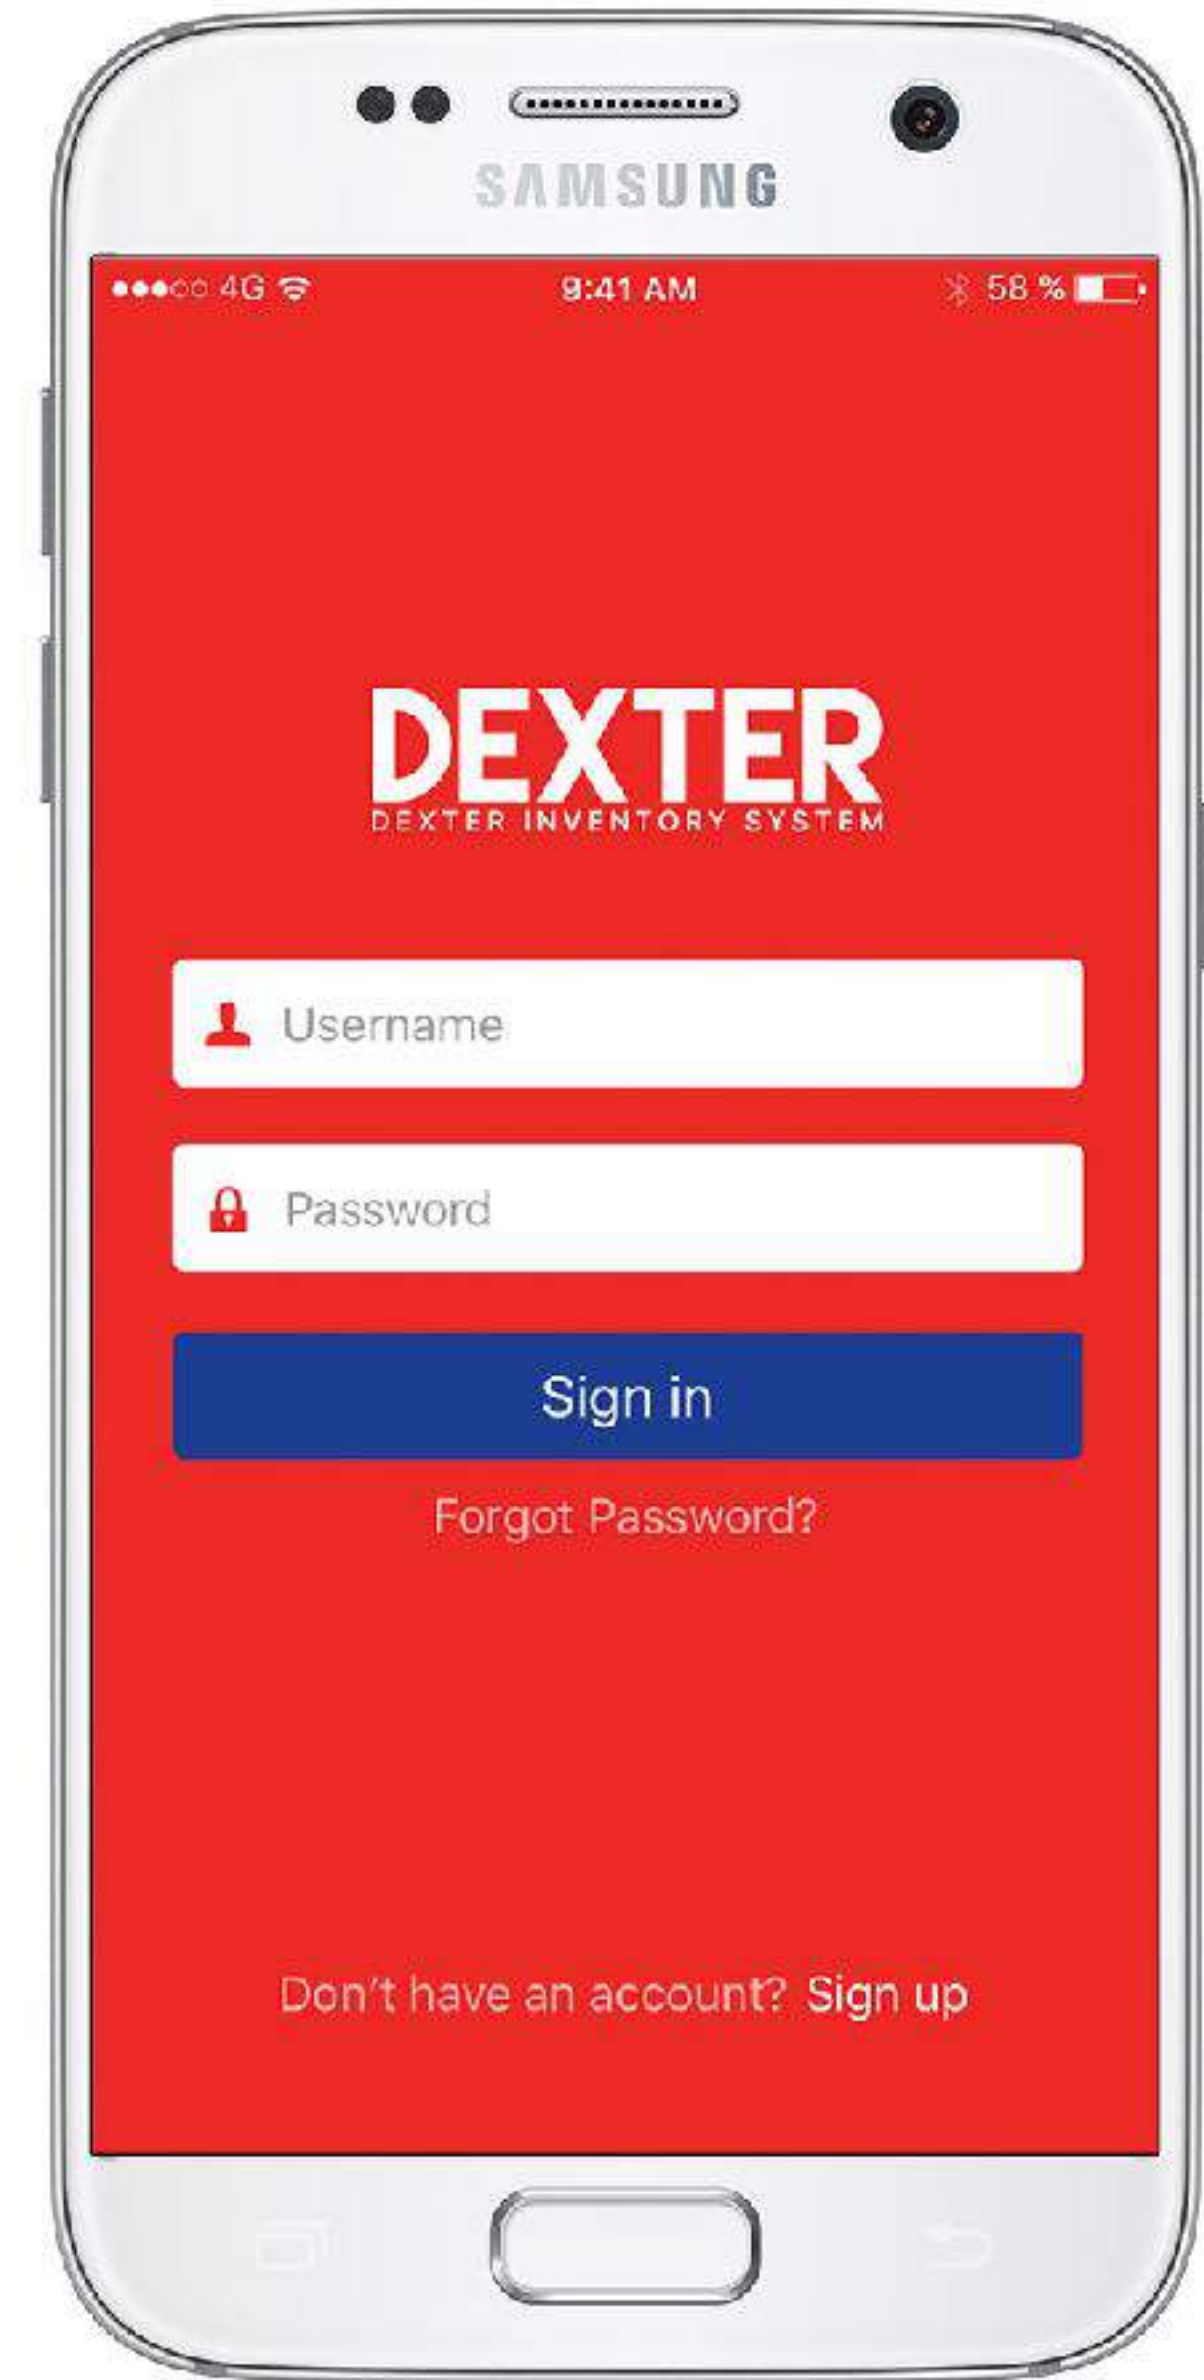 SAMSUNG
4G 9:41 AM 58 %
DEXTER
DEXTER INVENTORY SYSTEM
Username
Password
Sign in
Forgot Password?
Don't have an account? Sign up